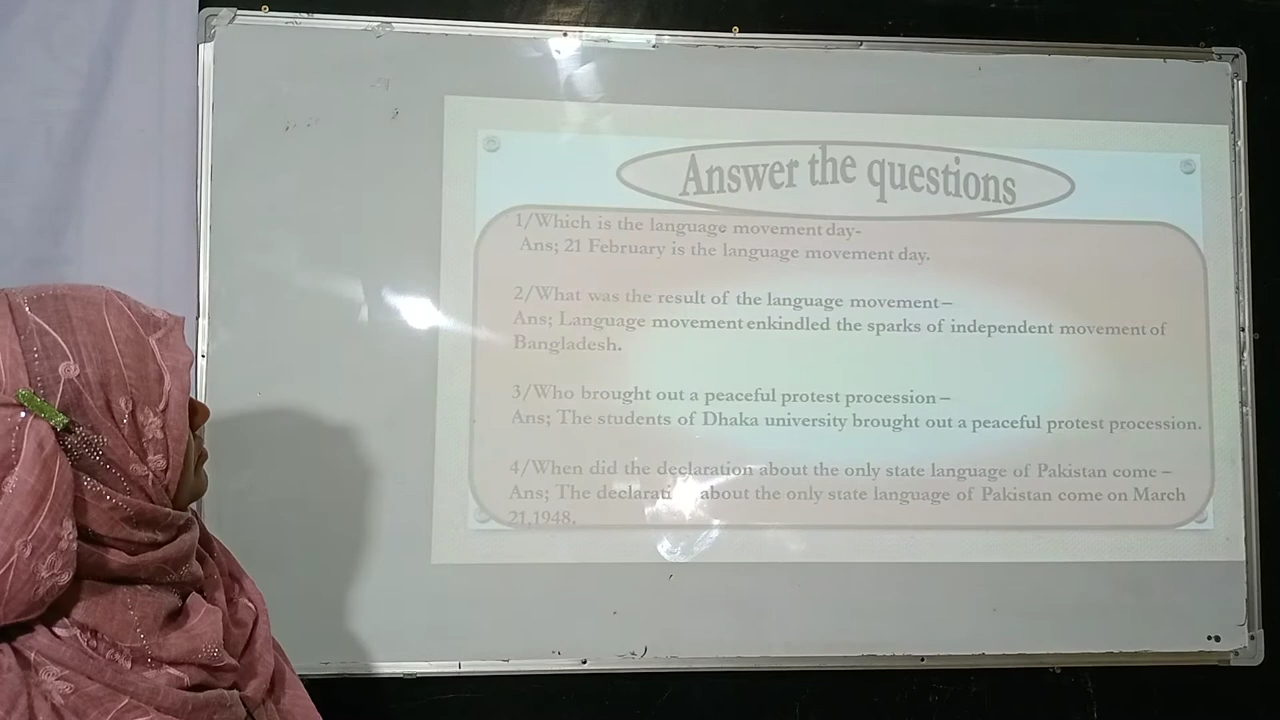 Answer the questions
1/Which is the language movement day-
Ans; 21 February is the language movement day.
2/What was the result of the language movement–
Ans; Language movement enkindled the sparks of independent movement of
Bangladesh.
3/Who brought out a peaceful protest procession–
Ans; The students of Dhaka university brought out a peaceful protest procession.
4/When did the declaration about the only state language of Pakistan come –
Ans; The declarati about the only state language of Pakistan come on March
21,1948.